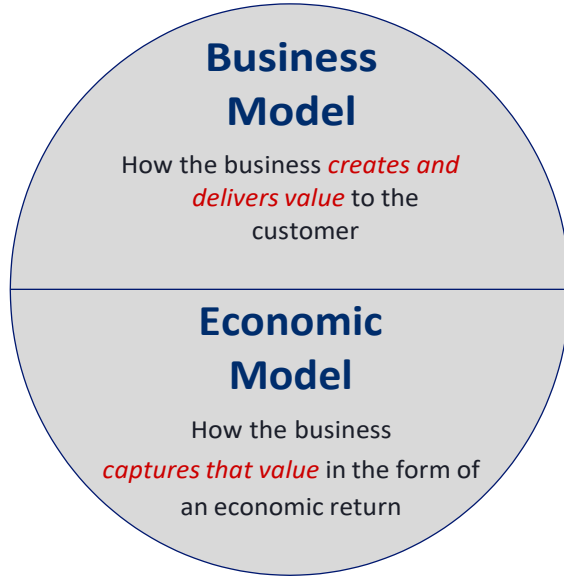 Business
Model
How the business creates and
delivers value to the
customer
Economic
Model
How the business
captures that value in the form of
an economic return